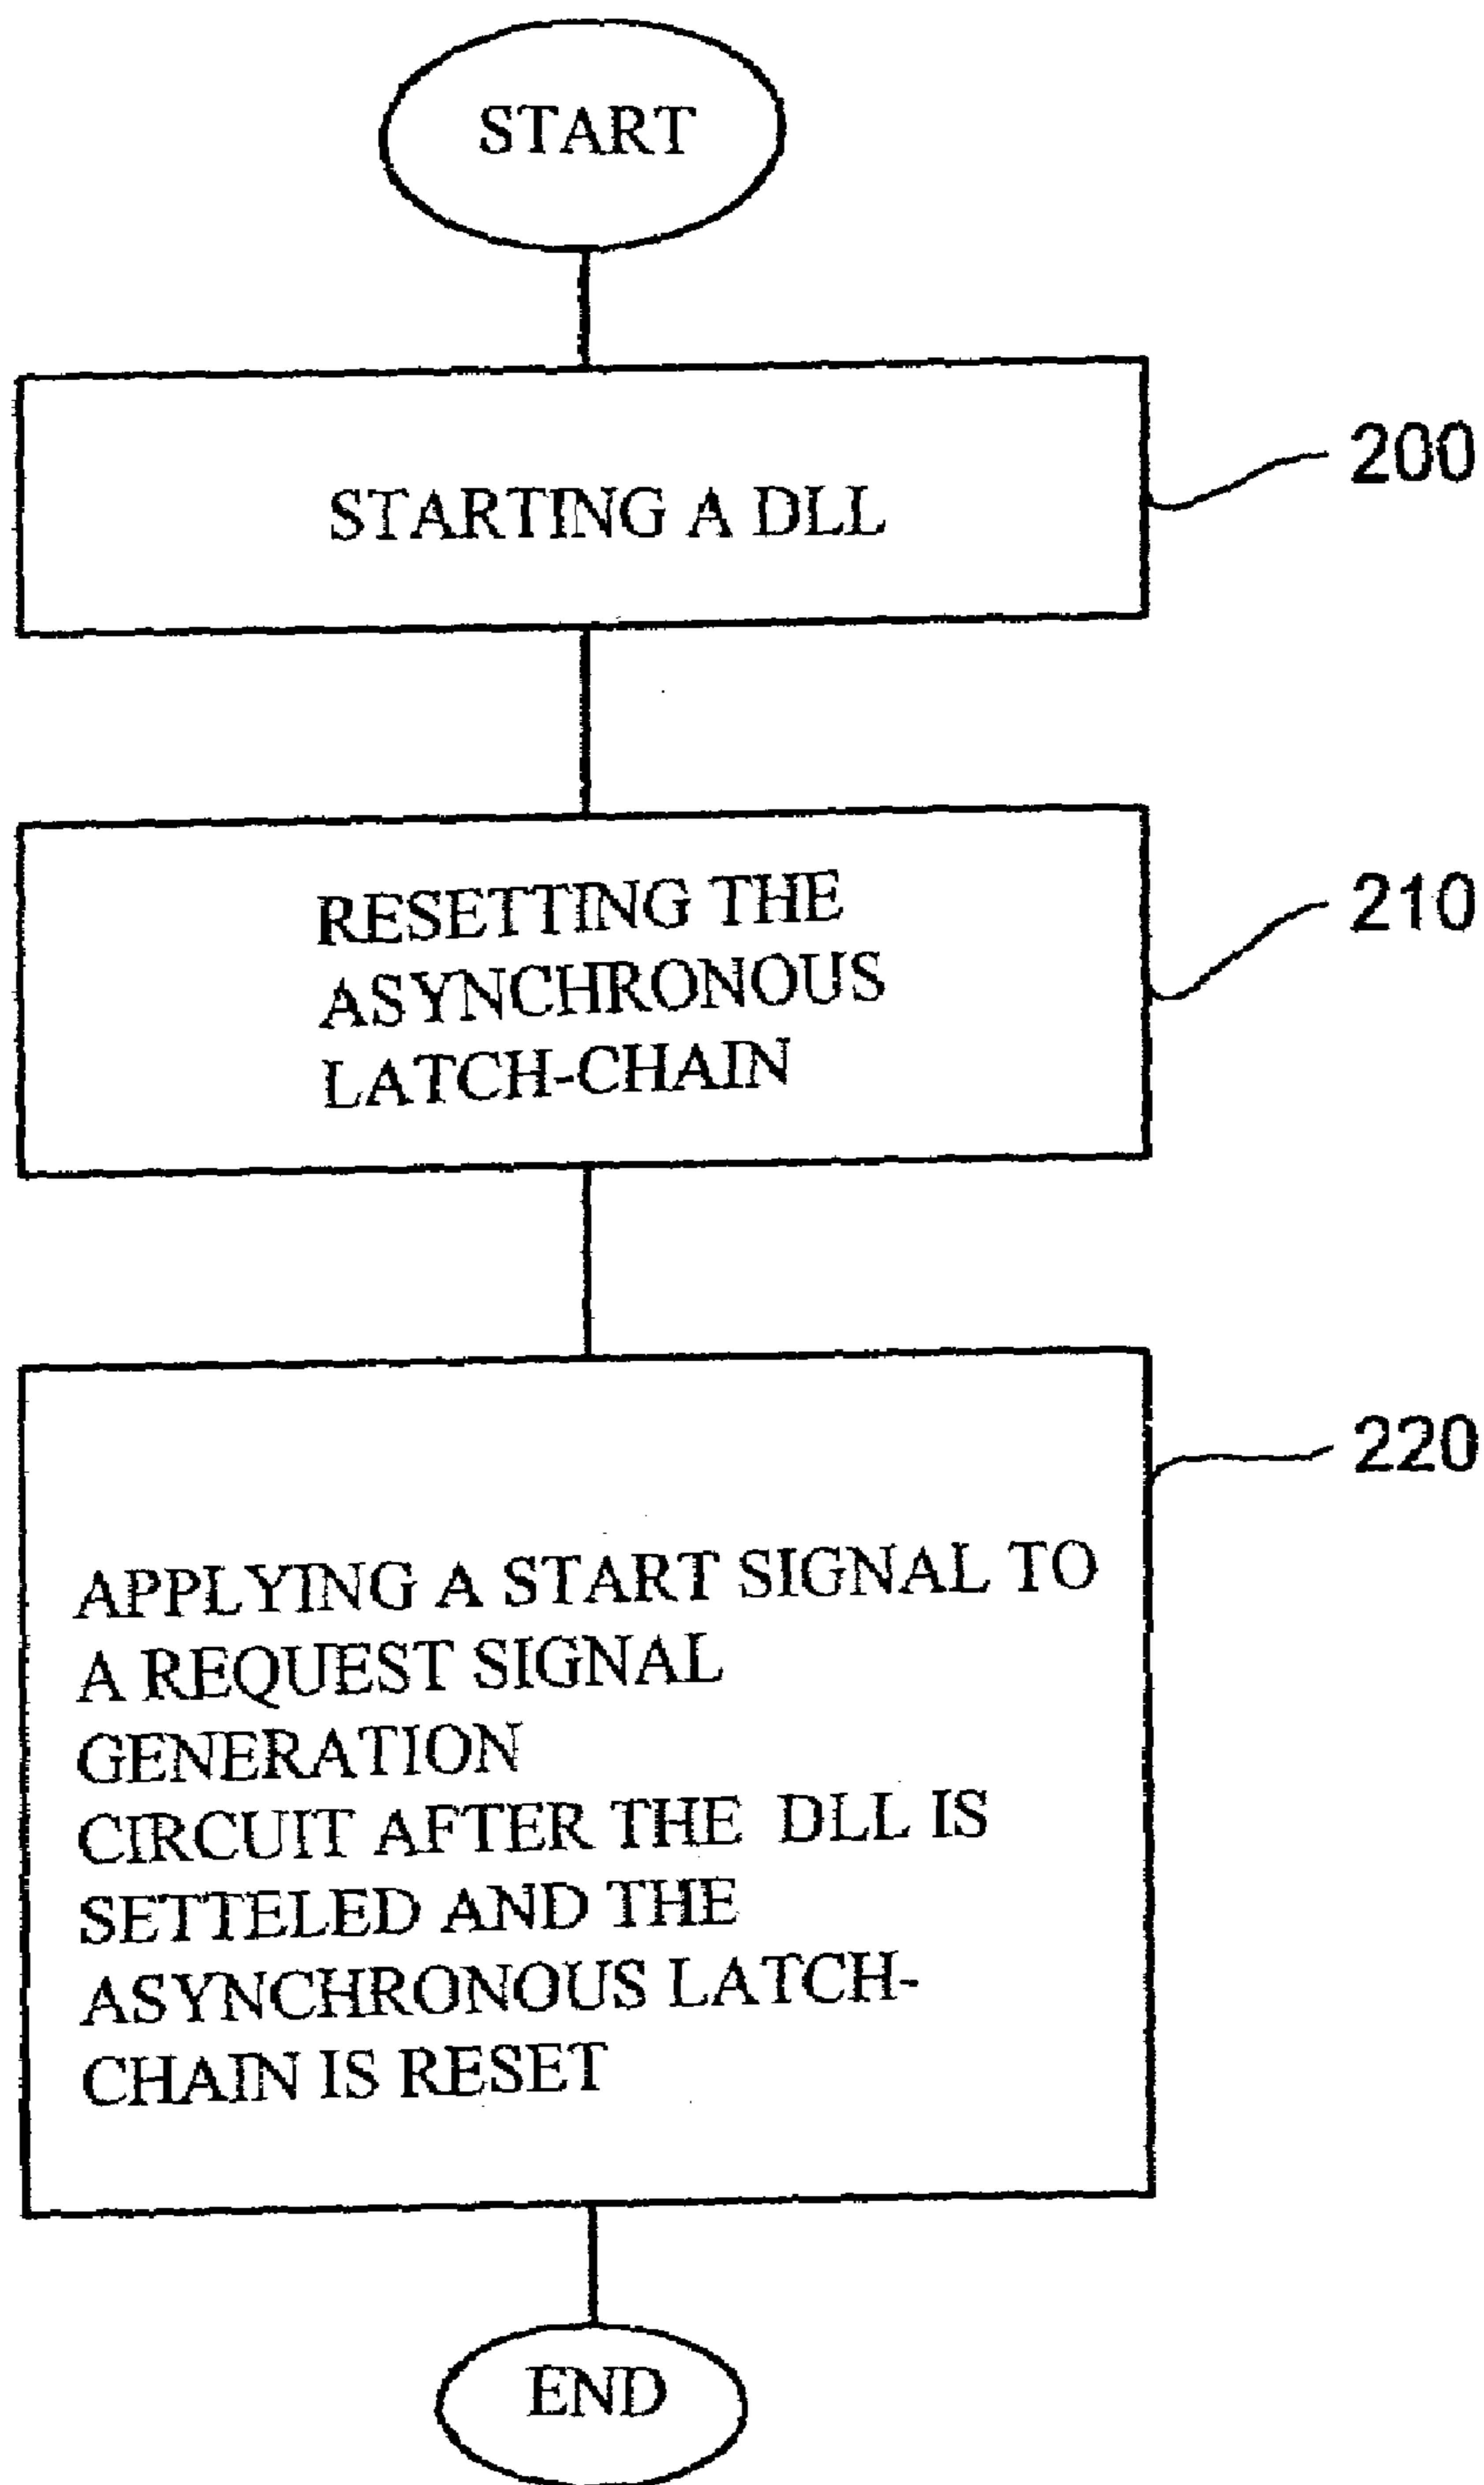 START
STARTING A DLL
200
RESETTING THE
ASYNCHRONOUS
LATCH-CHAIN
210
220
APPLYING A START SIGNAL TO
A REQUEST SIGNAL
GENERATION
CIRCUIT AFTER THE DLL IS
SETTELED AND THE
ASYNCHRONOUS LATCH-
CHAIN IS RESET
END